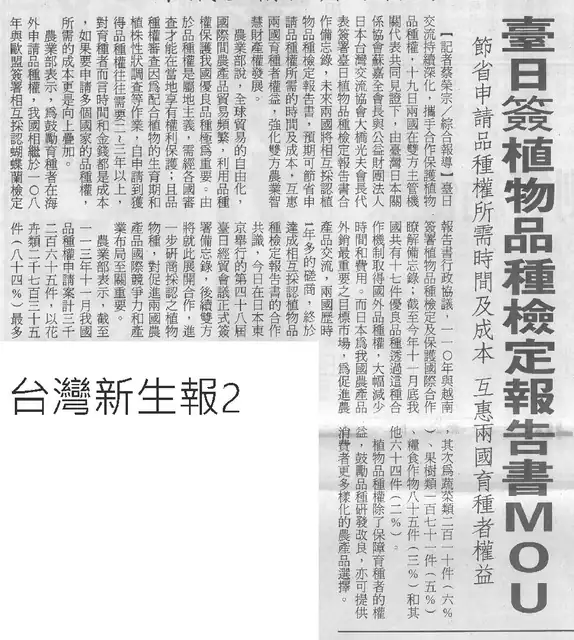 臺日簽植物品種檢定報告書MOU
節省申請品種權所需時間及成本 互惠兩國育種者權益
【記者蔡榮宗/綜合報導】臺日
交流持續深化,攜手合作保護植物
品種權,十九日兩國在雙方主管機
關代表共同見證下,由臺灣日本關
係協會蘇嘉全會長與公益財團法人
日本台灣交流協會大橋光夫會長代
表簽署臺日植物品種檢定報告書合
作備忘錄,未來兩國將相互採認植
物品種檢定報告書,預期可節省申
請品種權所需的時間及成本,互惠
兩國育種者權益,強化雙方農業智
慧財產權發展。
農業部說,全球貿易的自由化,
國際間農產品貿易頻繁,利用品種
權保護我國優良品種極爲重要。由
於品種權是屬地主義,需經各國審
查才能在當地享有權利保護;且品
種權審查因爲配合植物的生育期和
植株性狀調查等作業,自申請到獲
得品種權往往需要二、三年以上,
對育種者而言時間和金錢都是成本
,如果要申請多個國家的品種權,
所需的成本更是向上疊加。
農業部表示,爲鼓勵育種者在海
外申請品種權,我國相繼於一〇八
年與歐盟簽署相互採認蝴蝶蘭檢定
報告書行政協議,一一〇年與越南
簽署植物品種檢定及保護國際合作
瞭解備忘錄;截至今年十一月底我
國共有十七件優良品種透過這種合
作機制取得國外品種權,大幅減少
時間和費用。而日本爲我國農產品
外銷最重要之目標市場,爲促進農
產品交流,兩國歷時
一年多的磋商,終於
達成相互採認植物品
種檢定報告書的合作
共識,今日在日本東
京舉行的第四十八屆
臺日經貿會議正式簽
署備忘錄,後續雙方
將就此展開合作,進
一步研商採認之植物
物種,對促進兩國農
產品國際競爭力和產
業布局至關重要。
農業部表示,截至
一一三年十一月我國
品種權申請案計三千
二百六十五件,以花
卉類二千七百三十五
件(八十四%)最多
,其次爲蔬菜類二百一十件(六%
)、果樹類一百七十一件(五%)
、糧食作物八十五件(三%)和其
他六十四件(二%)。
植物品種權除了保障育種者的權
益,鼓勵品種研發改良,亦可提供
消費者更多樣化的農產品選擇。
台灣新生報2